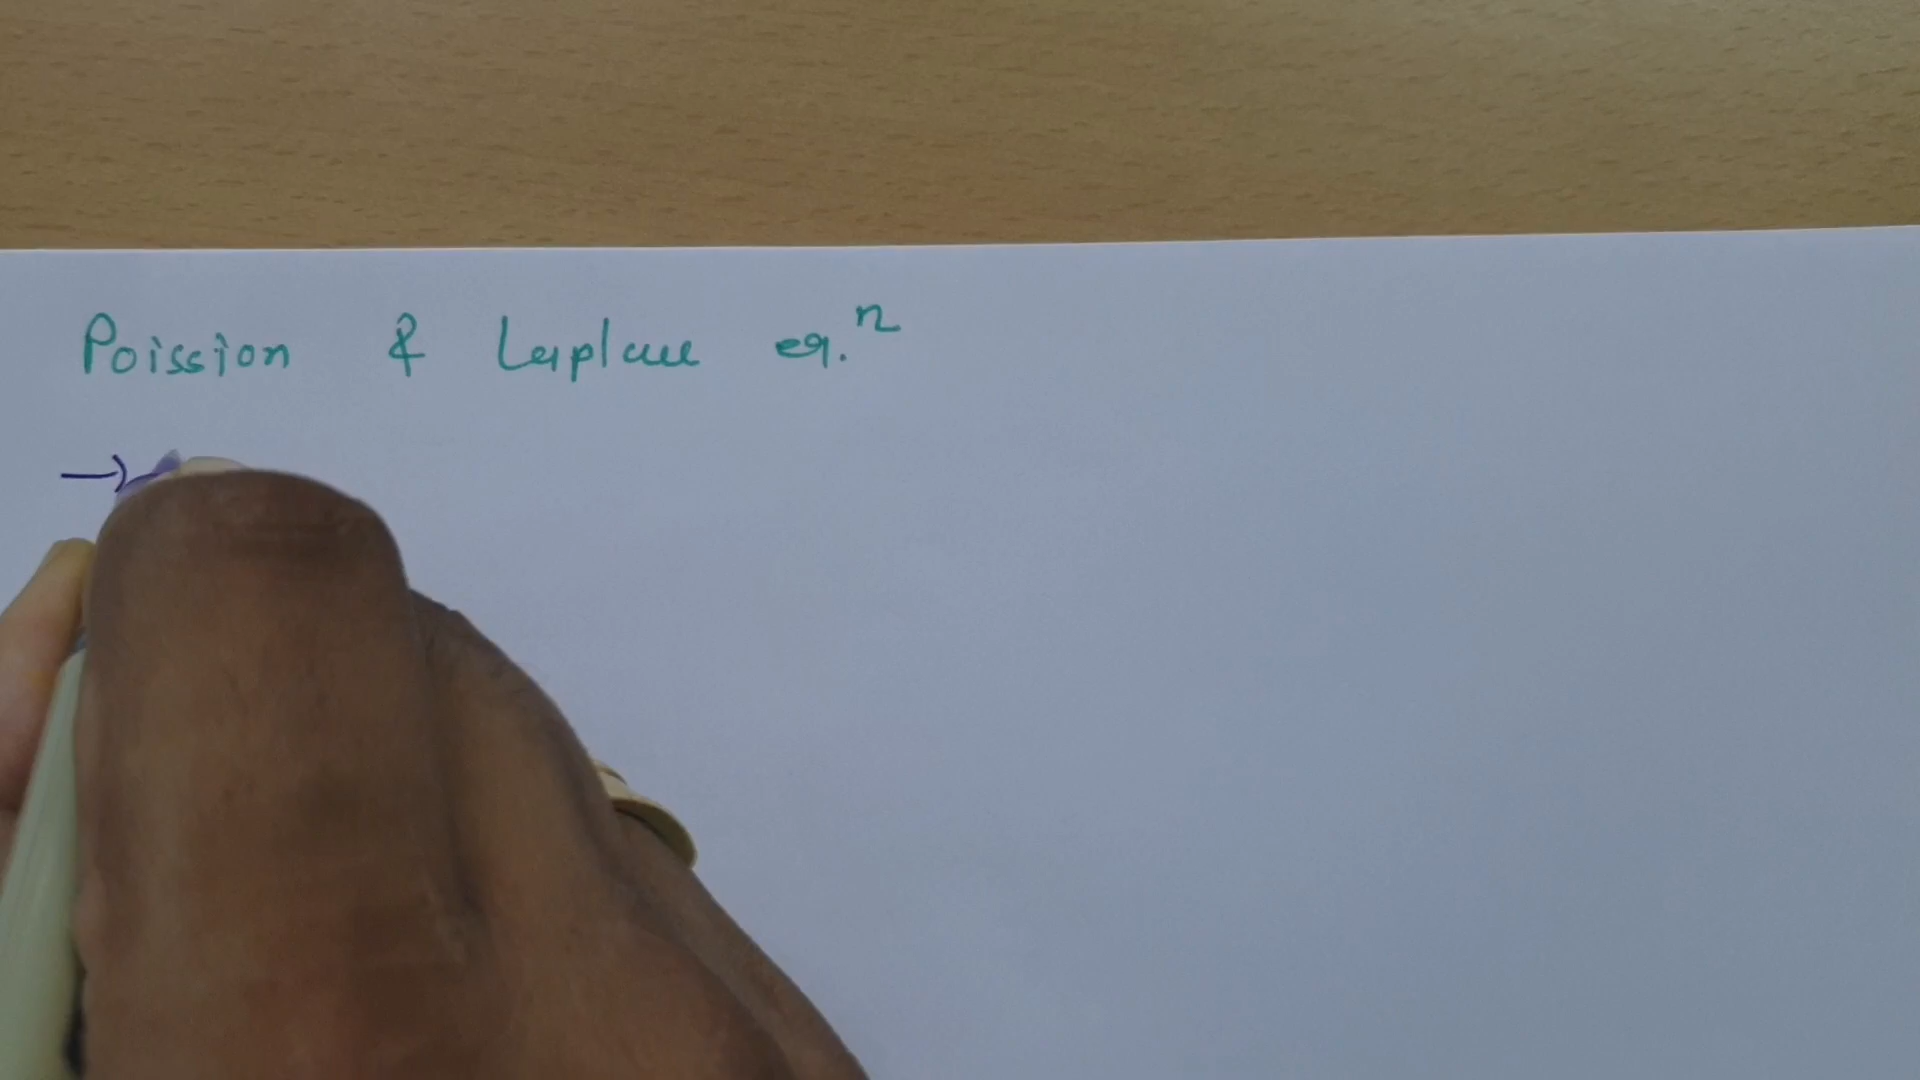 Poission & Laplace eq.ⁿ
→